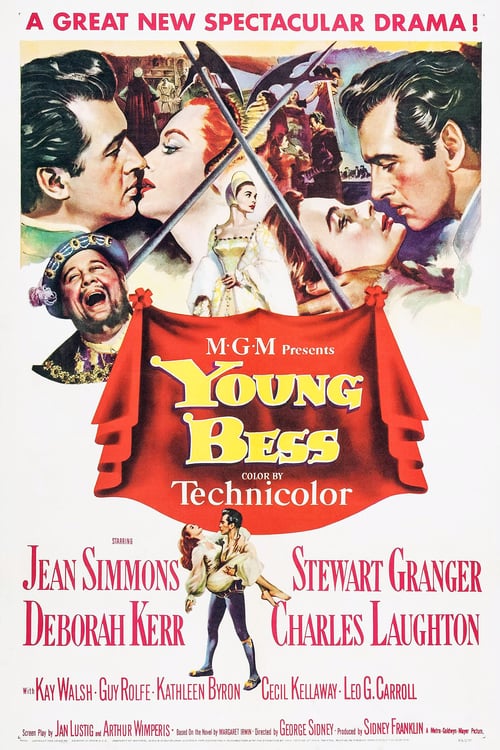 A GREAT NEW SPECTACULAR DRAMA!
M-G-M Presents
YOUNG
BESS
COLOR BY
Technicolor
STARRING
JEAN SIMMONS STEWART GRANGER
DEBORAH KERR CHARLES LAUGHTON
With KAY WALSH · GUY ROLFE · KATHLEEN BYRON · CECIL KELLAWAY · LEO G. CARROLL
Screen Play by JAN LUSTIG and ARTHUR WIMPERIS Based On the Novel by MARGARET IRWIN · Directed by GEORGE SIDNEY · Produced by SIDNEY FRANKLIN A Metro-Goldwyn-Mayer Picture